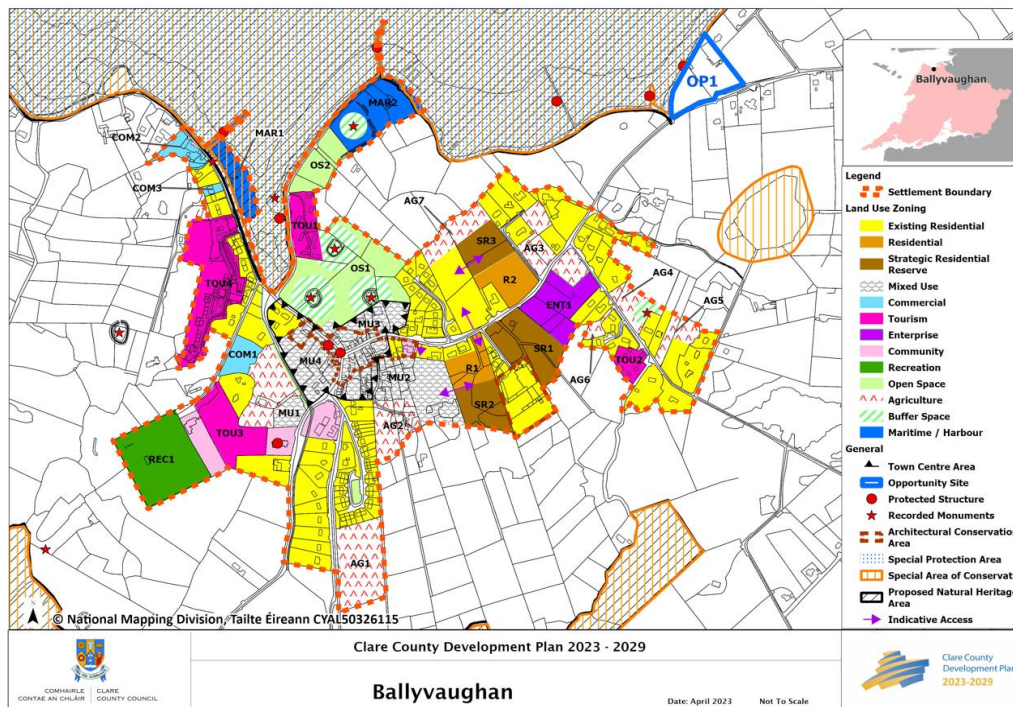 COM2
MAR1
COM3
MAR2
OS2
OP1
TOU1
TOU4
AG7
SR3
AG3
R2
OS1
ENT1
AG4
AG5
MU3
COM1
MU4
MU2
R1
SR1
AG6
TOU2
SR2
MU1
AG2
TOU3
REC1
AG1
Ballyvaughan
Legend
Settlement Boundary
Land Use Zoning
Existing Residential
Residential
Strategic Residential
Reserve
Mixed Use
Commercial
Tourism
Enterprise
Community
Recreation
Open Space
Agriculture
Buffer Space
Maritime / Harbour
General
Town Centre Area
Opportunity Site
Protected Structure
Recorded Monuments
Architectural Conservation
Area
Special Protection Area
Special Area of Conservat
Proposed Natural Heritage
Area
Indicative Access
N
© National Mapping Division, Tailte Éireann CYAL50326115
COMHAIRLE CONTAE AN CHLÁIR
CLARE COUNTY COUNCIL
Clare County Development Plan 2023 - 2029
Ballyvaughan
Date: April 2023 Not To Scale
Clare County
Development Plan
2023-2029